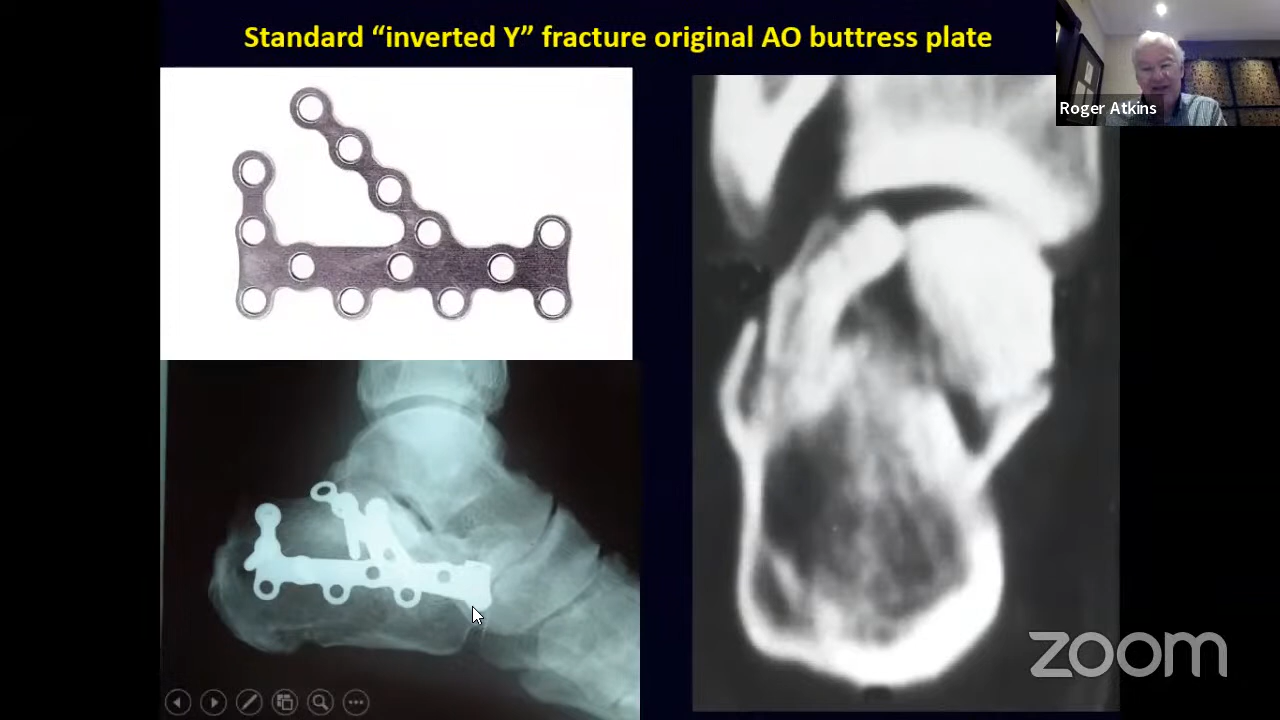 Standard “inverted Y” fracture original AO buttress plate
Roger Atkins
zoom